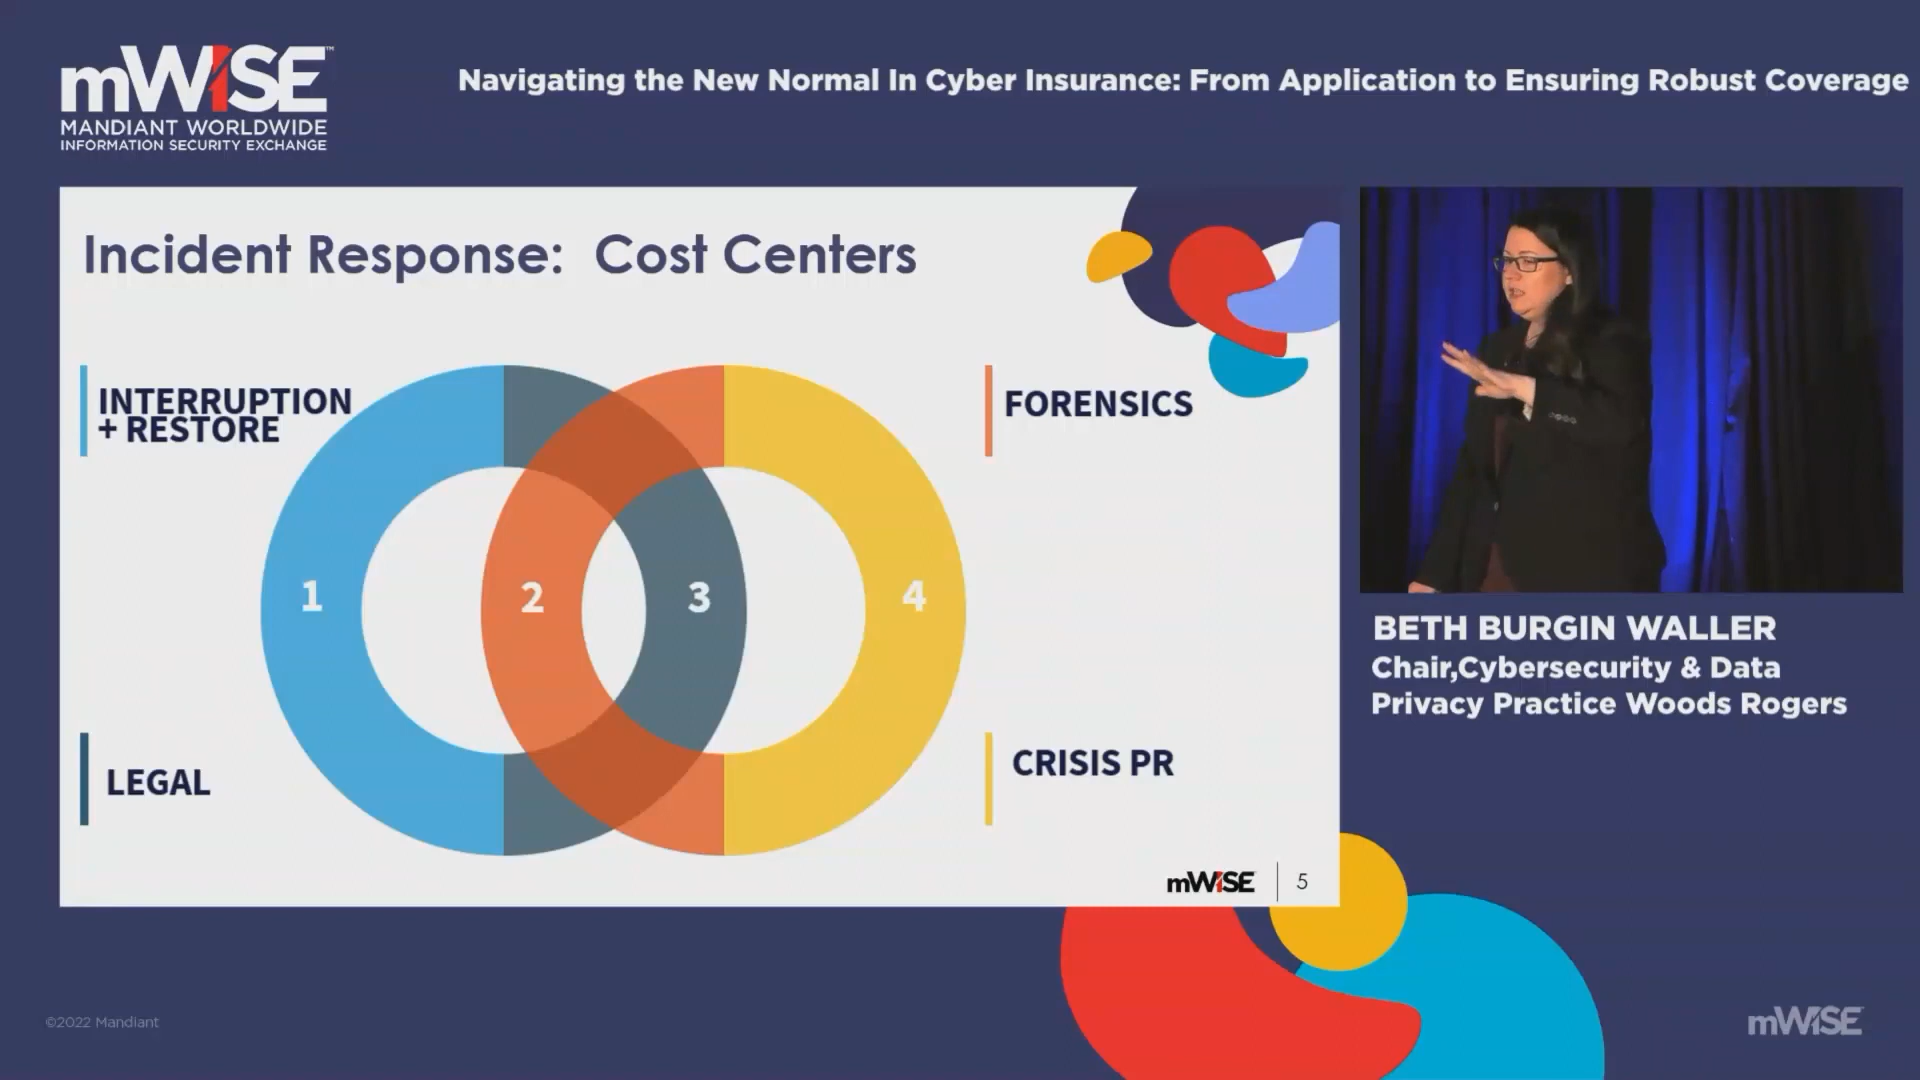 mWISE™
MANDIANT WORLDWIDE
INFORMATION SECURITY EXCHANGE
Navigating the New Normal In Cyber Insurance: From Application to Ensuring Robust Coverage
Incident Response: Cost Centers
INTERRUPTION
+ RESTORE
FORENSICS
1
2
3
4
LEGAL
CRISIS PR
mWISE
5
BETH BURGIN WALLER
Chair,Cybersecurity & Data
Privacy Practice Woods Rogers
©2022 Mandiant
mWISE